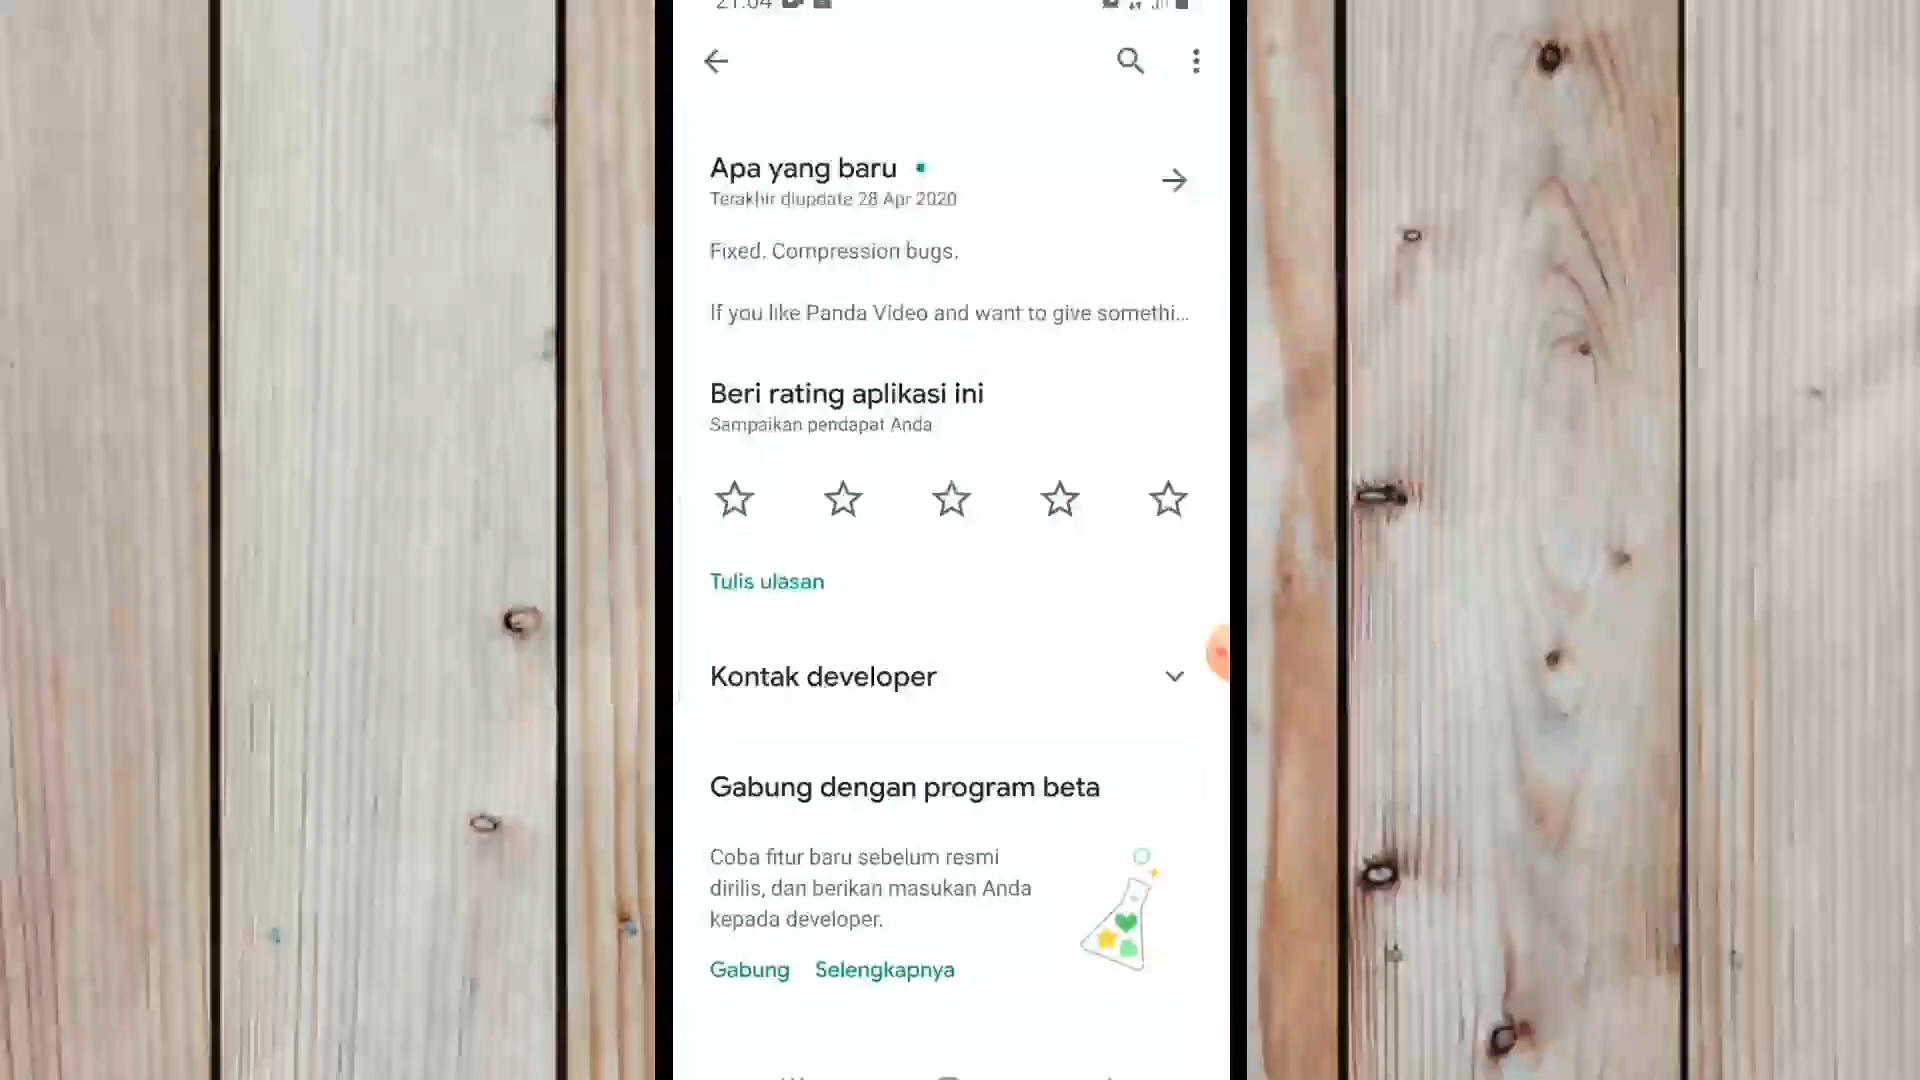 21.04
Apa yang baru
Terakhir diupdate 28 Apr 2020
Fixed. Compression bugs.
If you like Panda Video and want to give somethi...
Beri rating aplikasi ini
Sampaikan pendapat Anda
Tulis ulasan
Kontak developer
Gabung dengan program beta
Coba fitur baru sebelum resmi
dirilis, dan berikan masukan Anda
kepada developer.
Gabung Selengkapnya